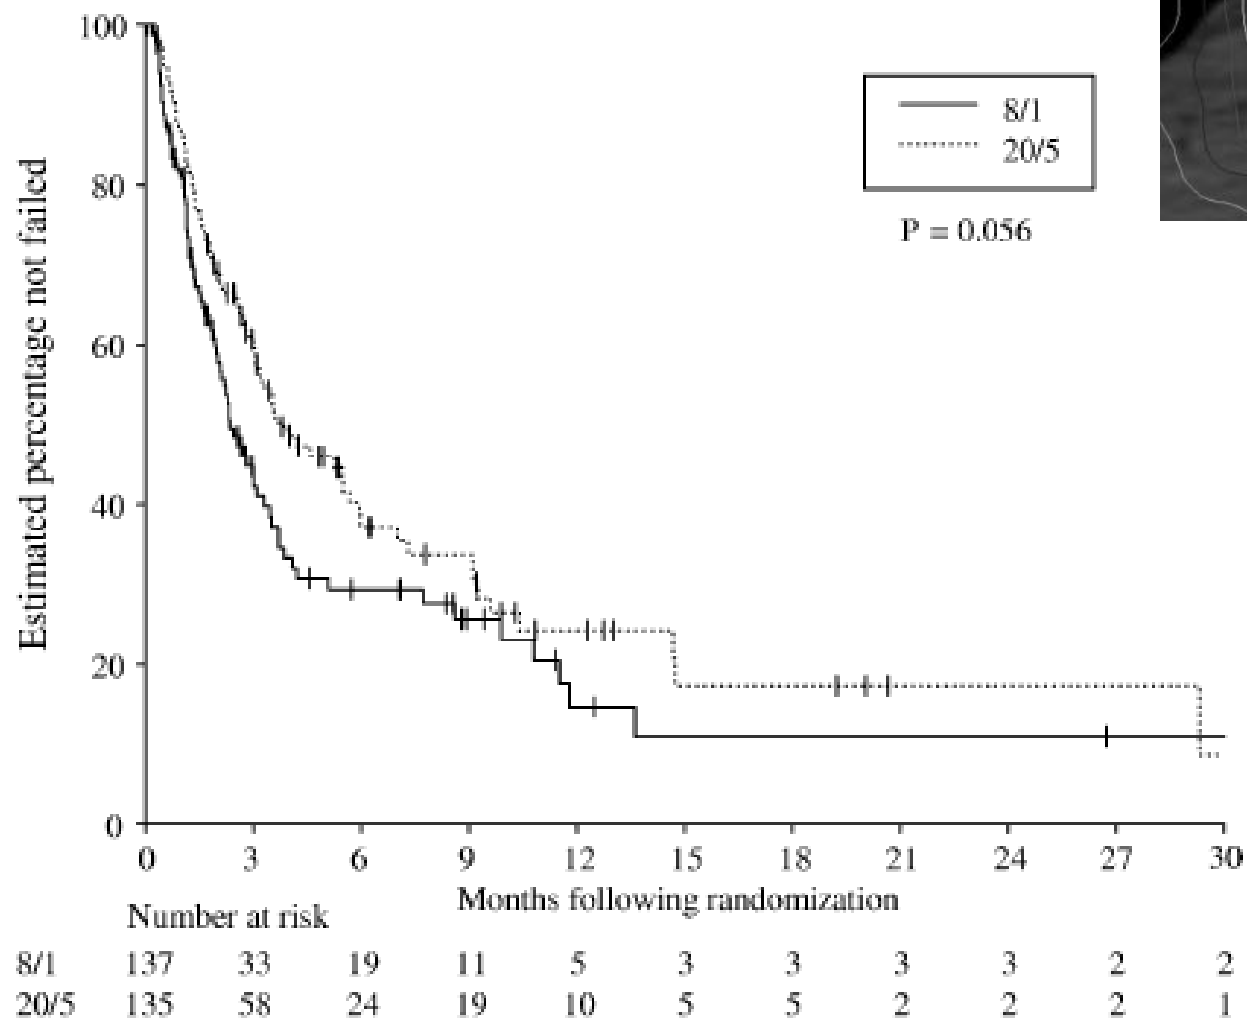 100
80
60
40
20
0
Estimated percentage not failed
8/1
20/5
P = 0.056
0 3 6 9 12 15 18 21 24 27 30
Months following randomization
Number at risk
8/1 137 33 19 11 5 3 3 3 3 2 2
20/5 135 58 24 19 10 5 5 2 2 2 1